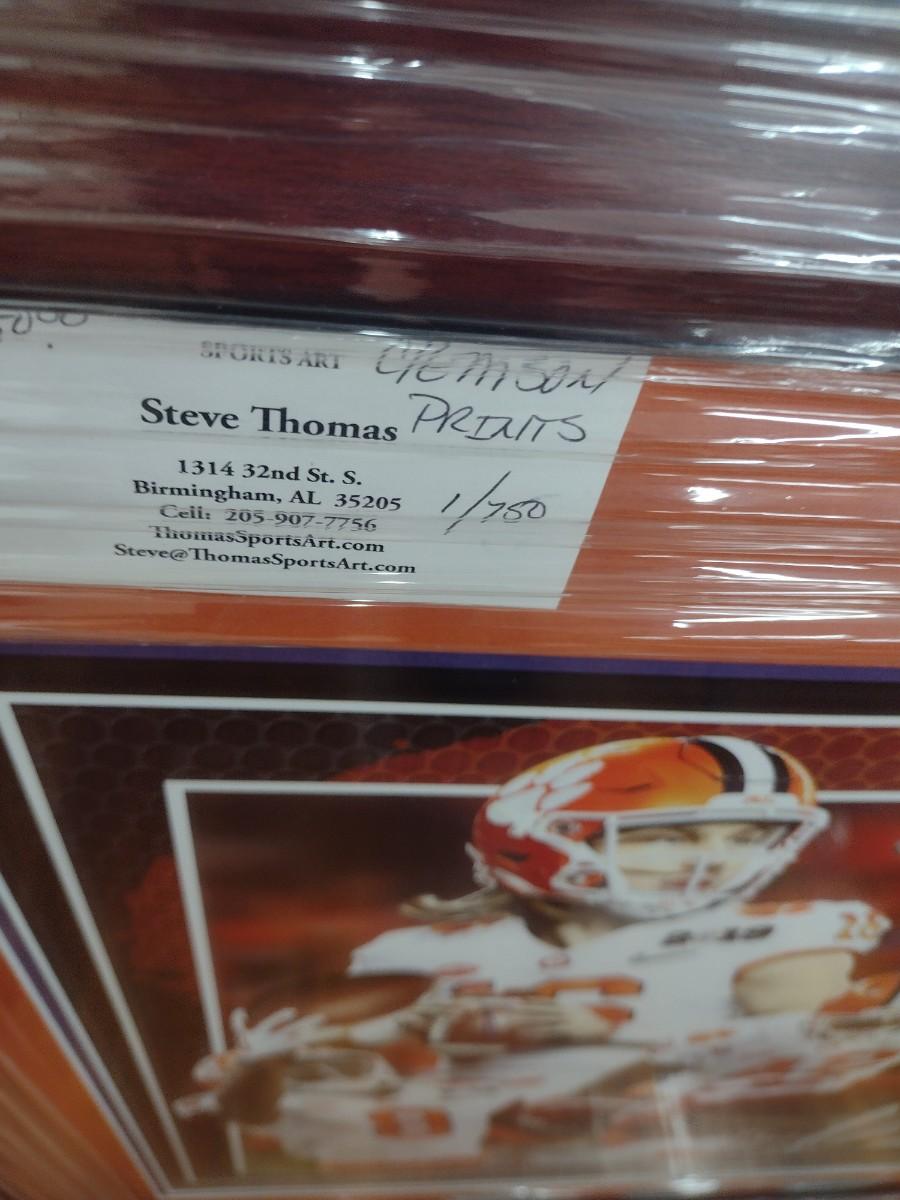 SPORTS ART CLEMSON
Steve Thomas PRINTS
1314 32nd St. S.
Birmingham, AL 35205
Cell: 205-907-7756 1/750
ThomasSportsArt.com
Steve@ThomasSportsArt.com